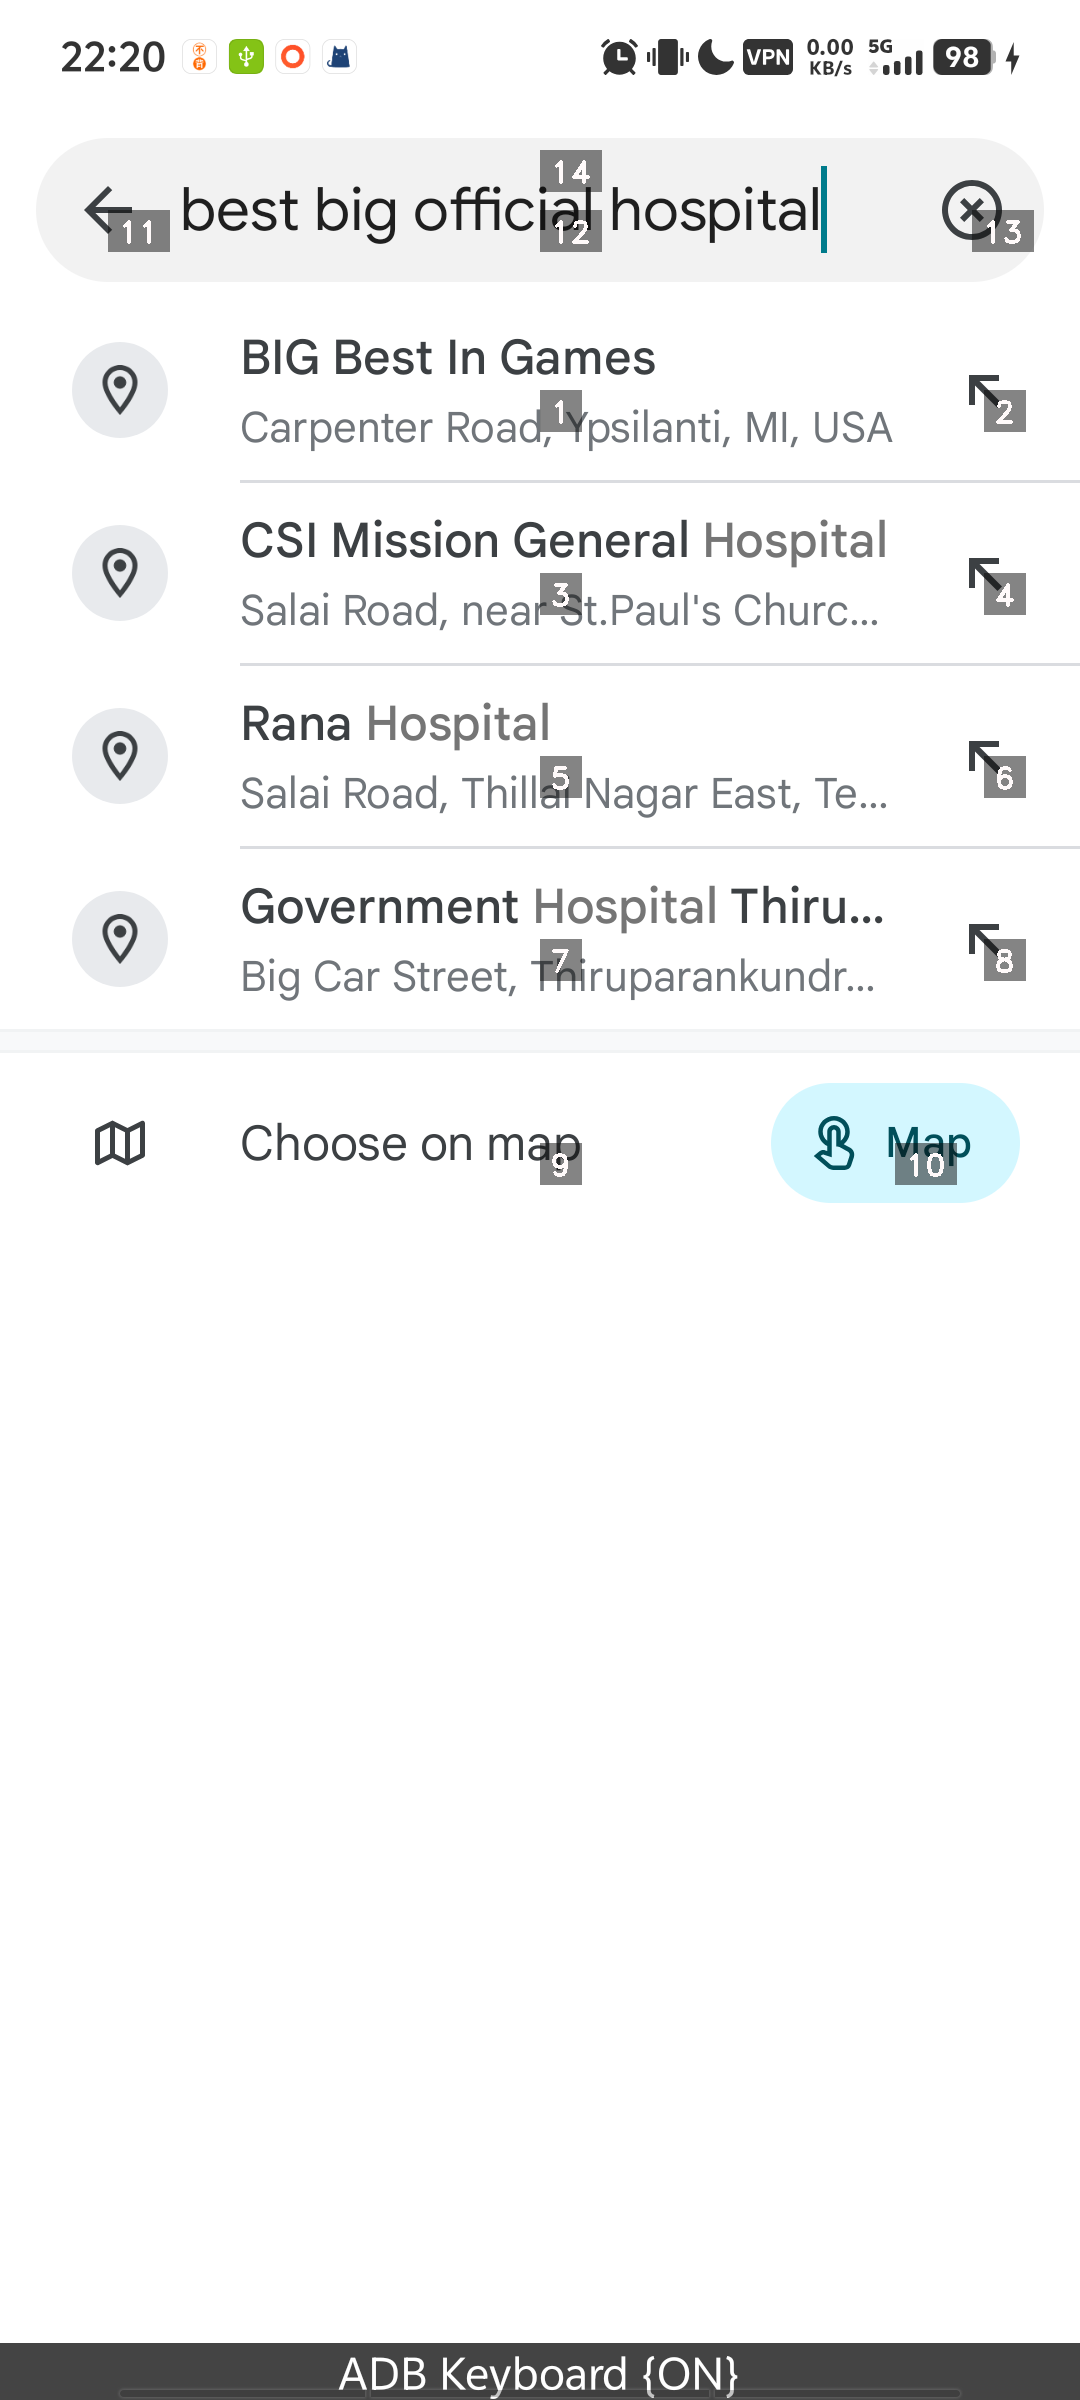 22:20
VPN 0.00 KB/s 5G 98
best big official hospital
14
11
12
13
BIG Best In Games
Carpenter Road, Ypsilanti, MI, USA
1
2
CSI Mission General Hospital
Salai Road, near St.Paul's Churc...
3
4
Rana Hospital
Salai Road, Thillai Nagar East, Te...
5
6
Government Hospital Thiru...
Big Car Street, Thiruparankundr...
7
8
Choose on map
9
Map
10
ADB Keyboard {ON}